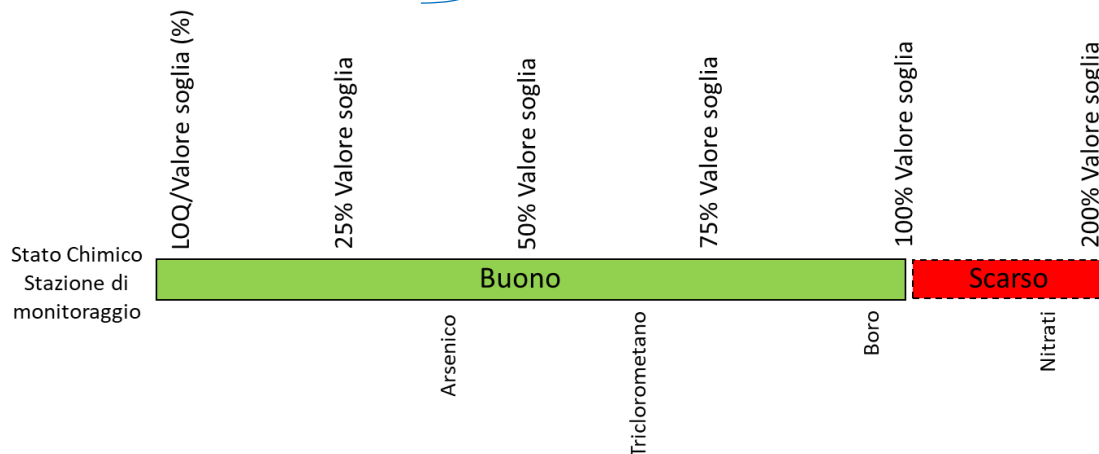 LOQ/Valore soglia (%)
25% Valore soglia
50% Valore soglia
75% Valore soglia
100% Valore soglia
200% Valore soglia
Stato Chimico
Stazione di
monitoraggio
Buono
Scarso
Arsenico
Triclorometano
Boro
Nitrati